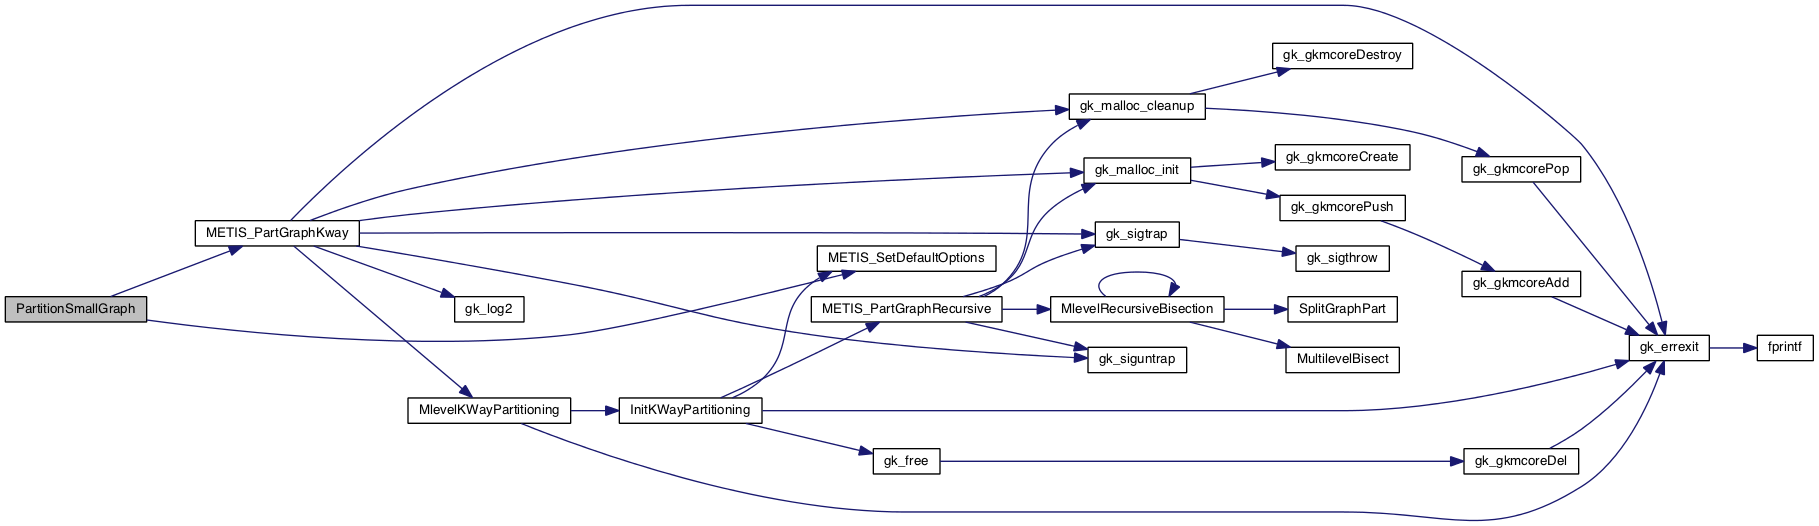 gk_gkmcoreDestroy
gk_malloc_cleanup
gk_gkmcoreCreate
gk_gkmcorePop
gk_malloc_init
gk_gkmcorePush
METIS_PartGraphKway
gk_sigtrap
METIS_SetDefaultOptions
gk_sigthrow
gk_gkmcoreAdd
PartitionSmallGraph
gk_log2
METIS_PartGraphRecursive
MlevelRecursiveBisection
SplitGraphPart
gk_siguntrap
MultilevelBisect
gk_errexit
fprintf
MlevelKWayPartitioning
InitKWayPartitioning
gk_free
gk_gkmcoreDel